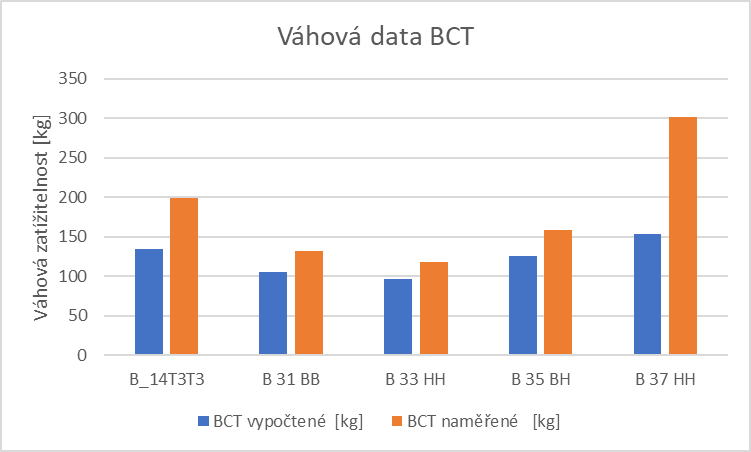 Váhová data BCT
Váhová zatížitelnost [kg]
350
300
250
200
150
100
50
0
B_14T3T3 B 31 BB B 33 HH B 35 BH B 37 HH
BCT vypočtené [kg] BCT naměřené [kg]